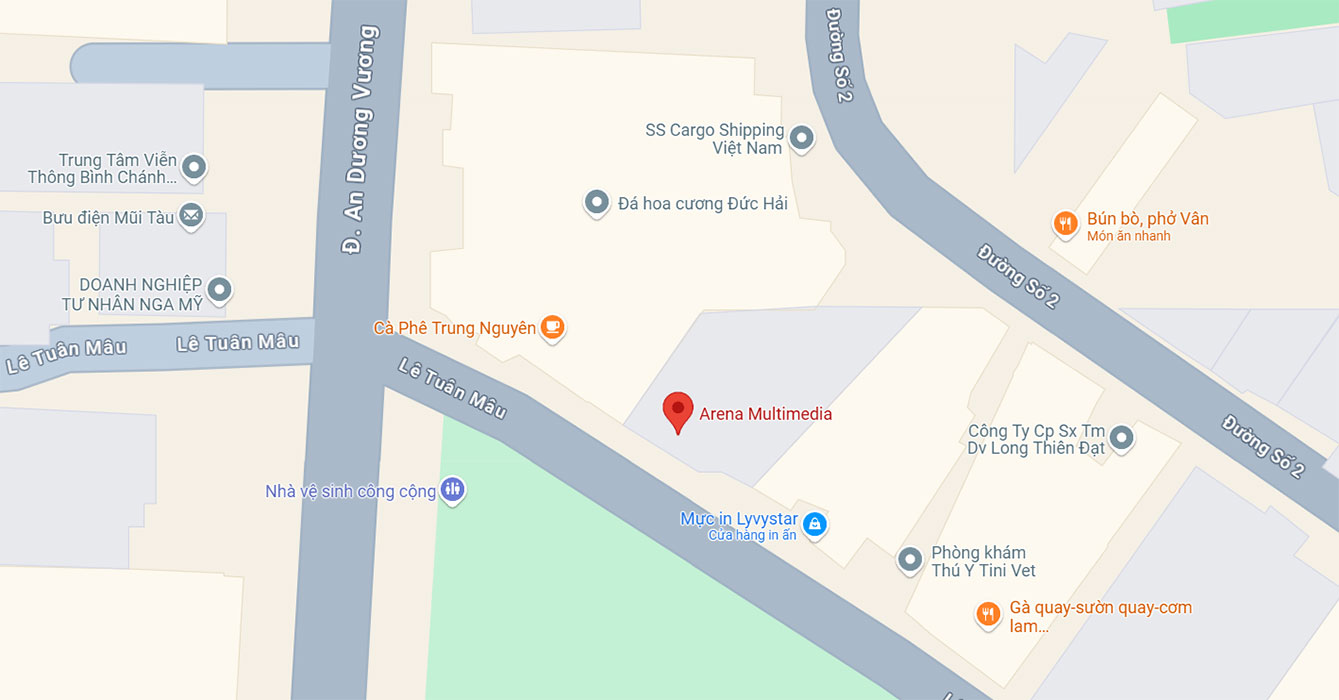 Đ. An Dương Vương
Đường Số 2
SS Cargo Shipping
Việt Nam
Trung Tâm Viễn
Thông Bình Chánh...
Đá hoa cương Đức Hải
Bưu điện Mũi Tàu
Bún bò, phở Vân
Món ăn nhanh
Đường Số 2
DOANH NGHIỆP
TƯ NHÂN NGA MỸ
Cà Phê Trung Nguyên
Lê Tuân Mâu
Lê Tuân Mâu
Lê Tuân Mâu
Arena Multimedia
Công Ty Cp Sx Tm
Dv Long Thiên Đạt
Đường Số 2
Nhà vệ sinh công cộng
Mực in Lyvystar
Cửa hàng in ấn
Phòng khám
Thú Y Tini Vet
Gà quay-sườn quay-cơm
lam...